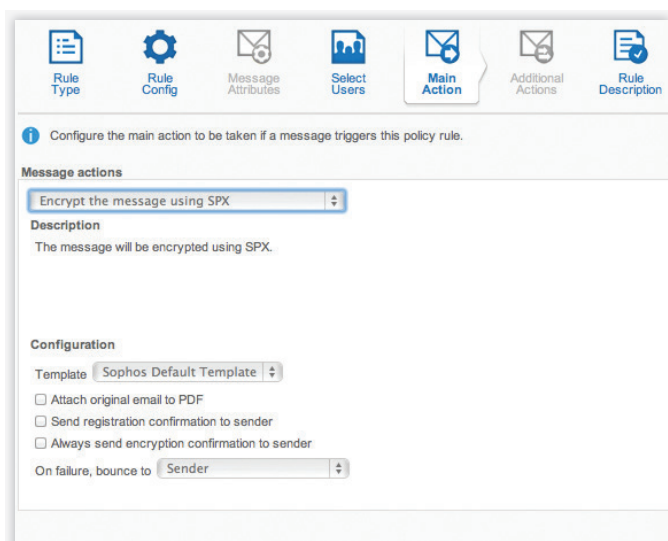 Rule Type
Rule Config
Message Attributes
Select Users
Main Action
Additional Actions
Rule Description
Configure the main action to be taken if a message triggers this policy rule.
Message actions
Encrypt the message using SPX
Description
The message will be encrypted using SPX.
Configuration
Template Sophos Default Template
Attach original email to PDF
Send registration confirmation to sender
Always send encryption confirmation to sender
On failure, bounce to Sender